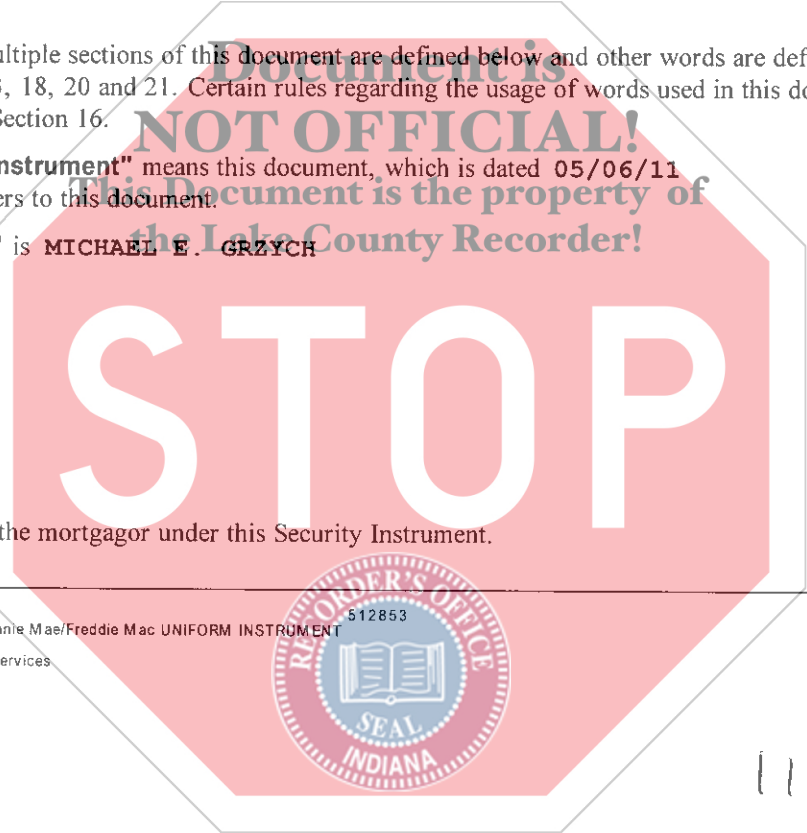 ultiple sections of this document are defined below and other words are def
, 18, 20 and 21. Certain rules regarding the usage of words used in this do
Section 16.
nstrument" means this document, which is dated 05/06/11
ers to this document.
" is MICHAEL E. GRZYCH
Document is
NOT OFFICIAL!
This Document is the property of
the Lake County Recorder!
STOP
the mortgagor under this Security Instrument.
nie Mae/Freddie Mac UNIFORM INSTRUMENT
512853
ervices
RECORDER'S OFFICE
SEAL
INDIANA
11